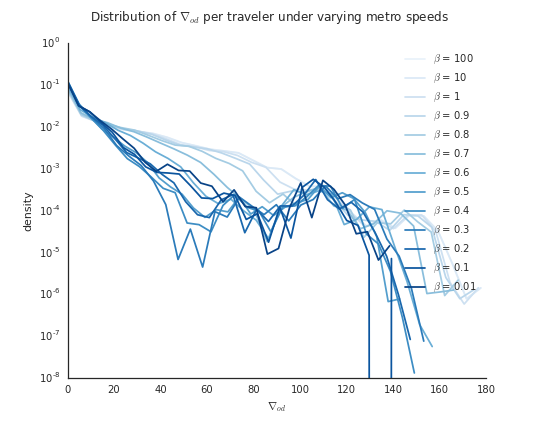 Distribution of ∇od per traveler under varying metro speeds
10^0
10^-1
10^-2
10^-3
10^-4
10^-5
10^-6
10^-7
10^-8
density
0 20 40 60 80 100 120 140 160 180
∇od
β = 100
β = 10
β = 1
β = 0.9
β = 0.8
β = 0.7
β = 0.6
β = 0.5
β = 0.4
β = 0.3
β = 0.2
β = 0.1
β = 0.01